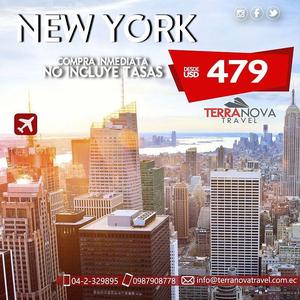 NEW YORK
COMPRA INMEDIATA
NO INCLUYE TASAS
DESDE
USD 479
TERRANOVA
TRAVEL
04-2-329895 0987908778 info@terranovatravel.com.ec